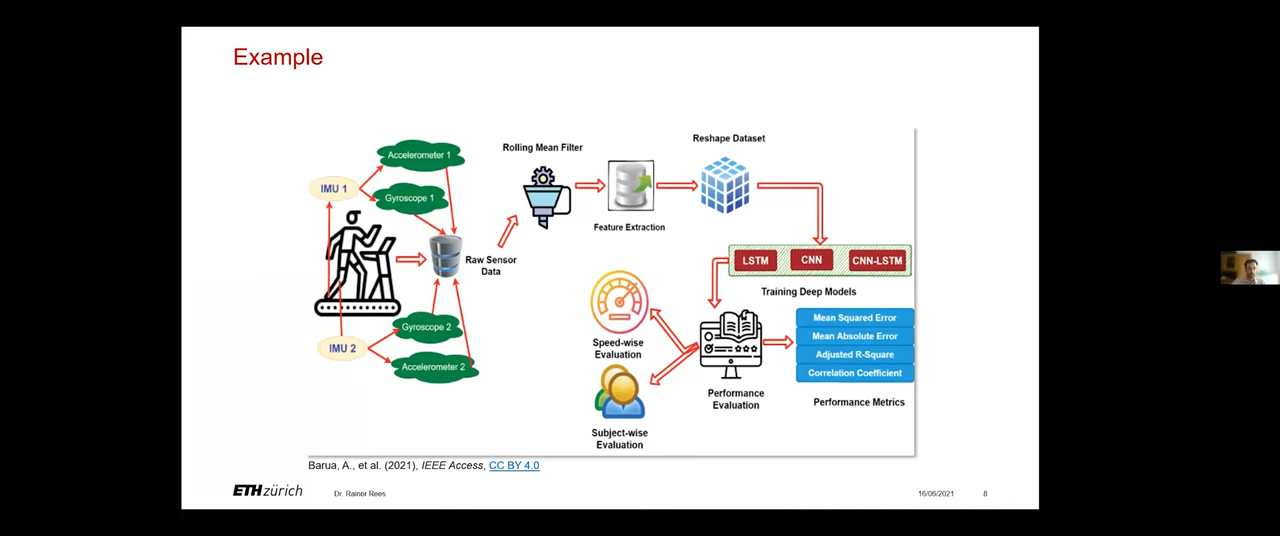 Example
Accelerometer 1
IMU 1
Gyroscope 1
Raw Sensor
Data
Gyroscope 2
IMU 2
Accelerometer 2
Rolling Mean Filter
Feature Extraction
Reshape Dataset
LSTM
CNN
CNN-LSTM
Training Deep Models
Speed-wise
Evaluation
Subject-wise
Evaluation
Performance
Evaluation
Mean Squared Error
Mean Absolute Error
Adjusted R-Square
Correlation Coefficient
Performance Metrics
Barua, A., et al. (2021), IEEE Access, CC BY 4.0
ETH zürich
Dr. Rainer Rees
16/06/2021
8